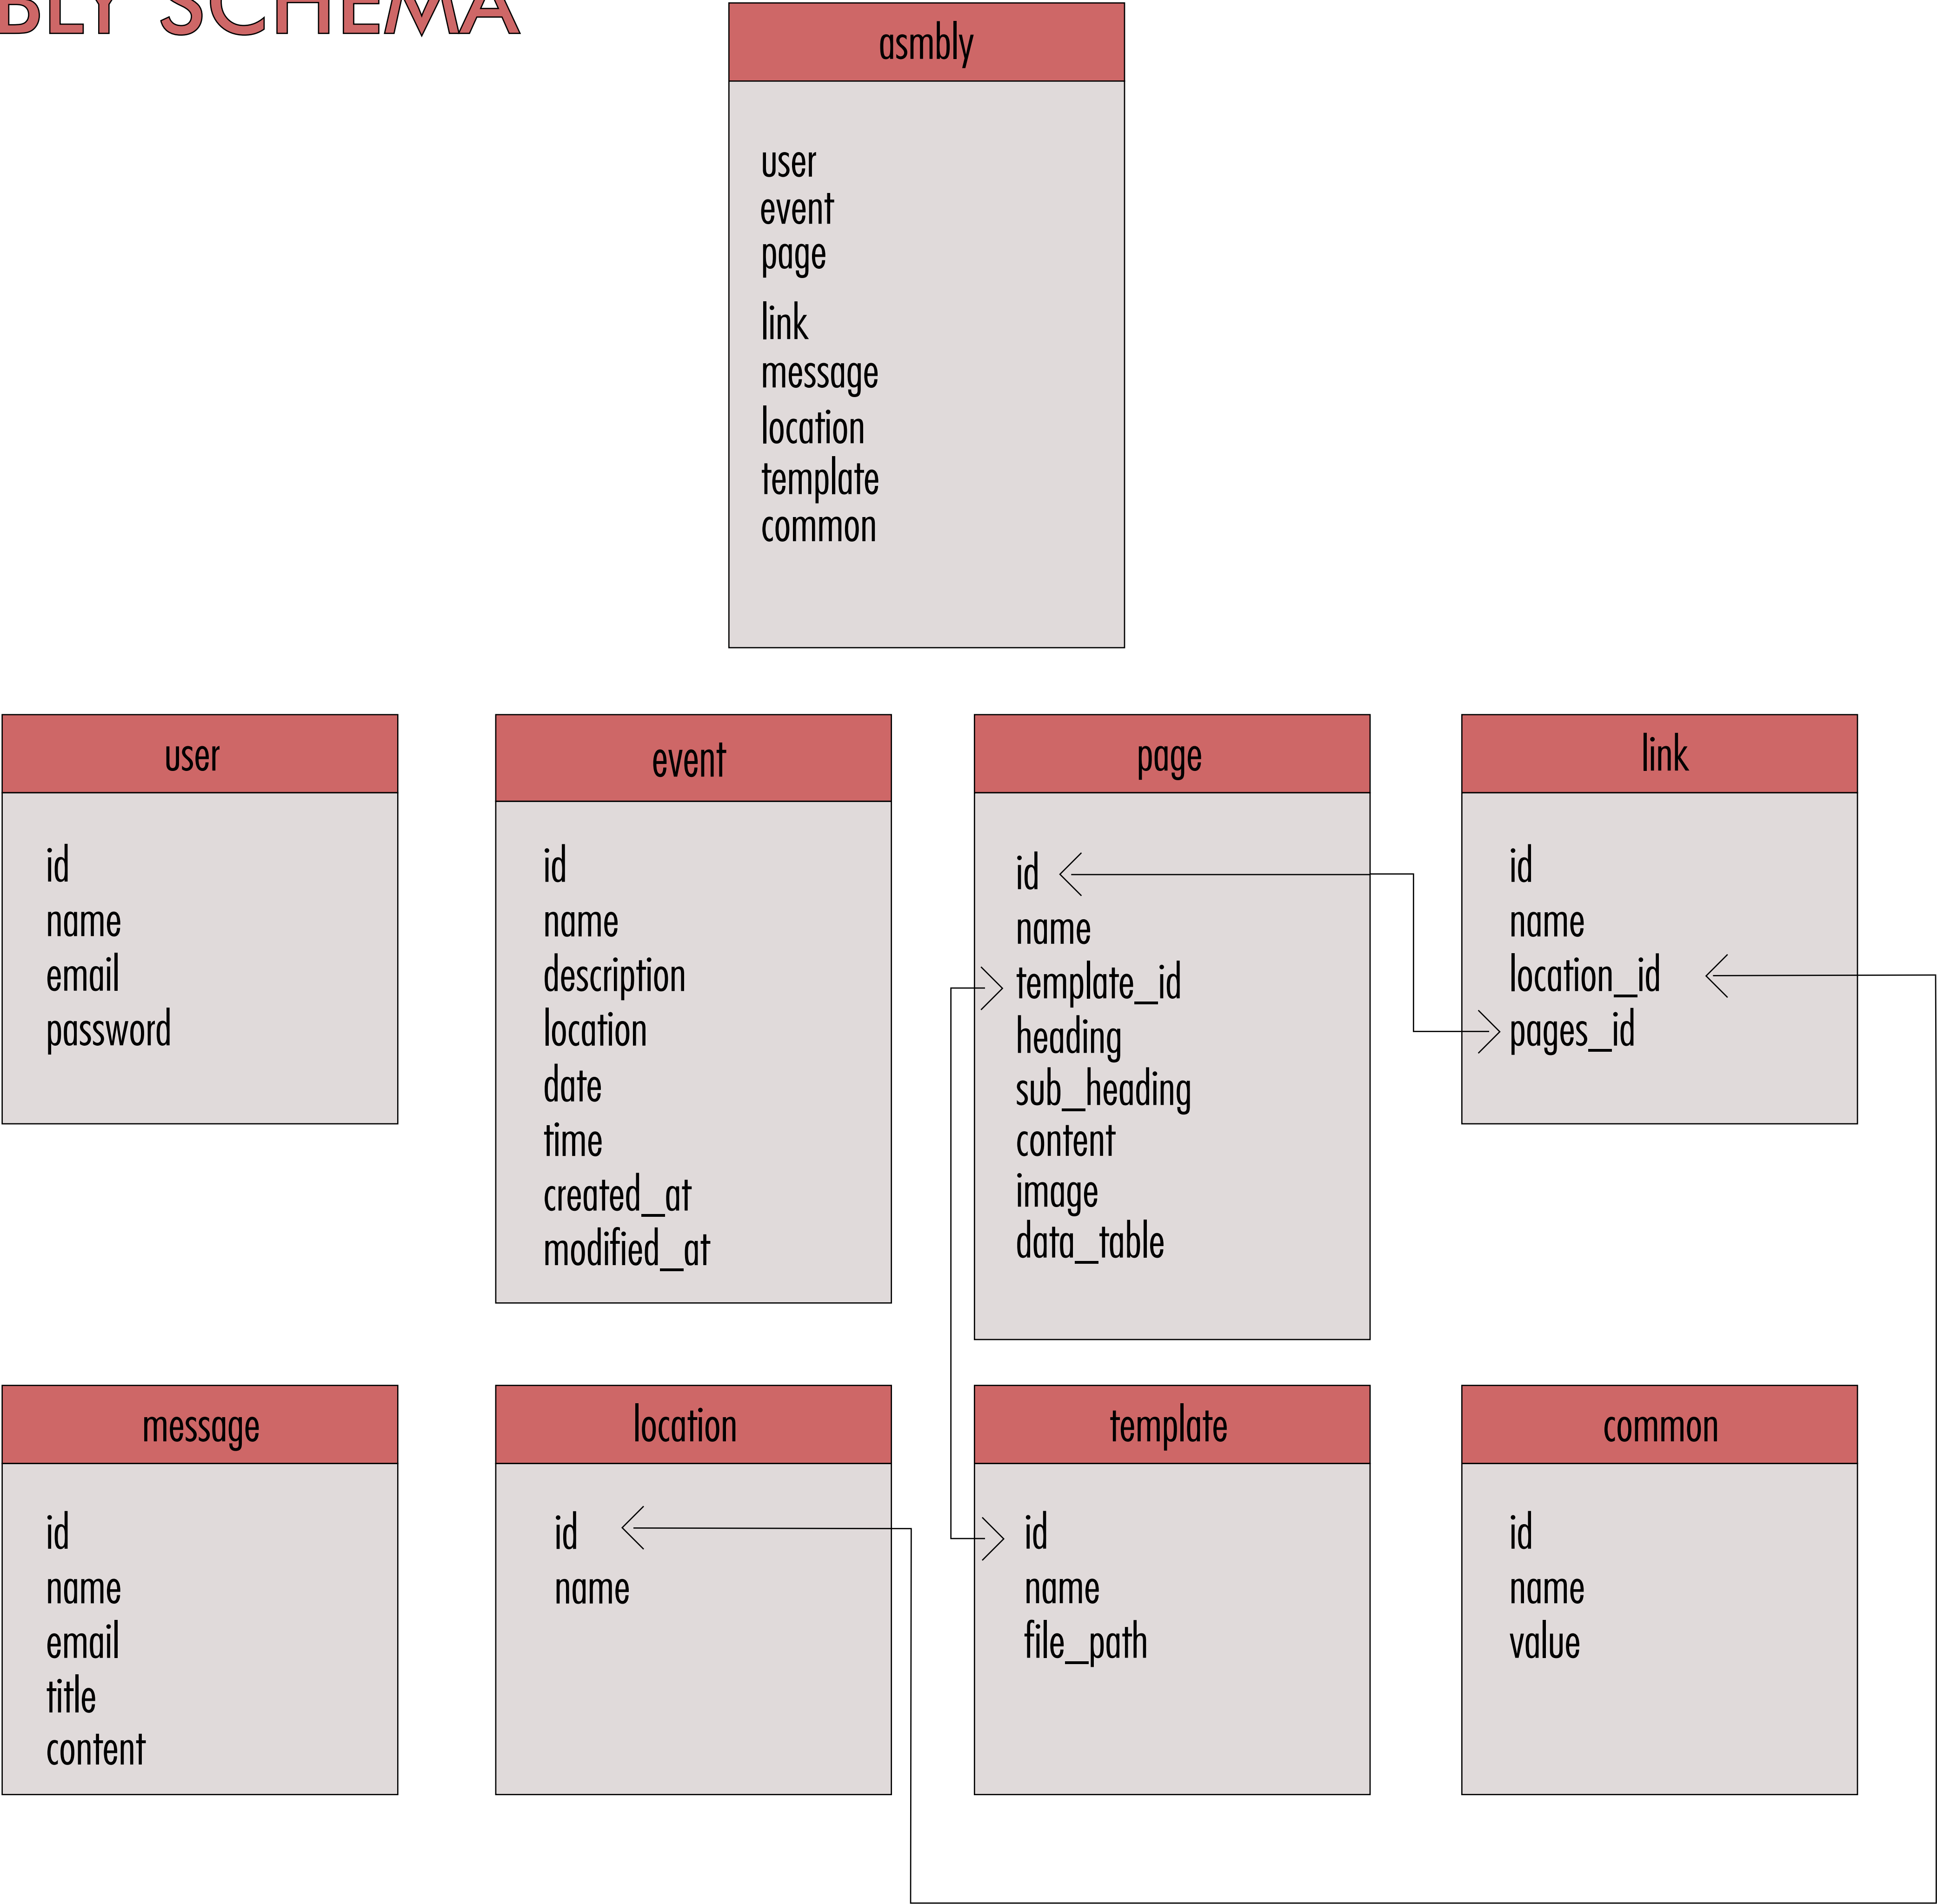 BLY SCHEMA
asmbly
user
event
page
link
message
location
template
common
user
id
name
email
password
event
id
name
description
location
date
time
created_at
modified_at
page
id
name
template_id
heading
sub_heading
content
image
data_table
link
id
name
location_id
pages_id
message
id
name
email
title
content
location
id
name
template
id
name
file_path
common
id
name
value